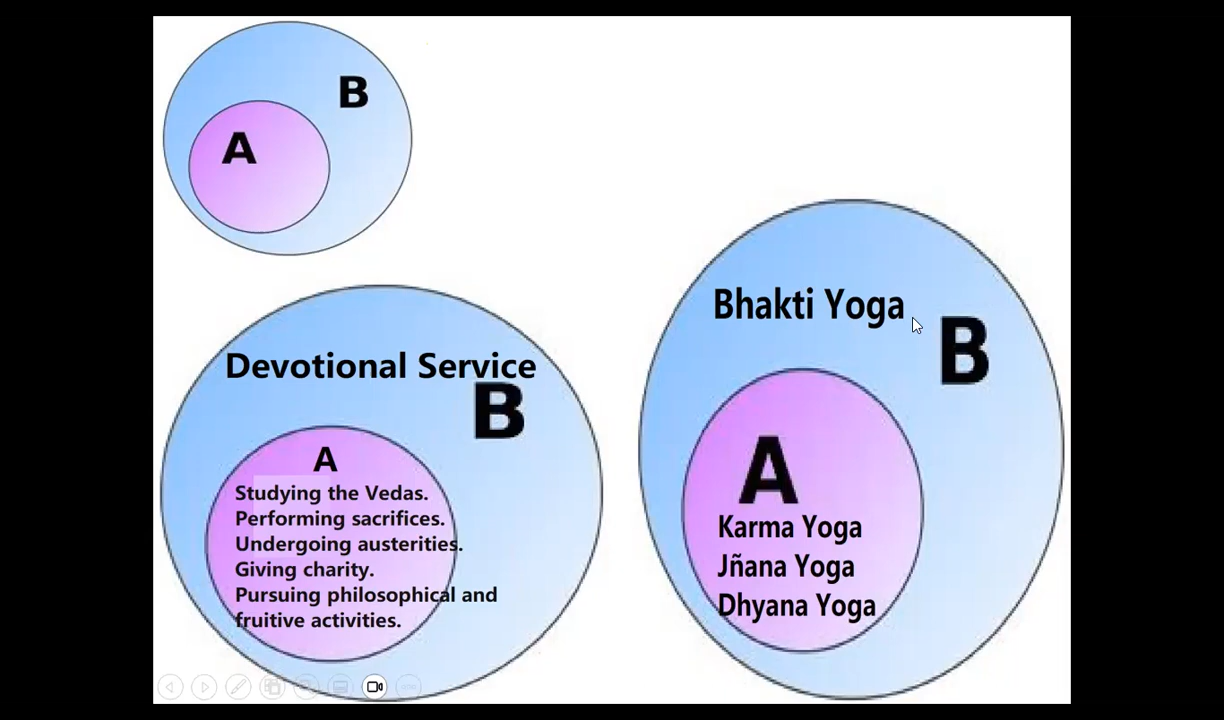 B
A
Devotional Service
B
A
Studying the Vedas.
Performing sacrifices.
Undergoing austerities.
Giving charity.
Pursuing philosophical and
fruitive activities.
Bhakti Yoga
B
A
Karma Yoga
Jñana Yoga
Dhyana Yoga